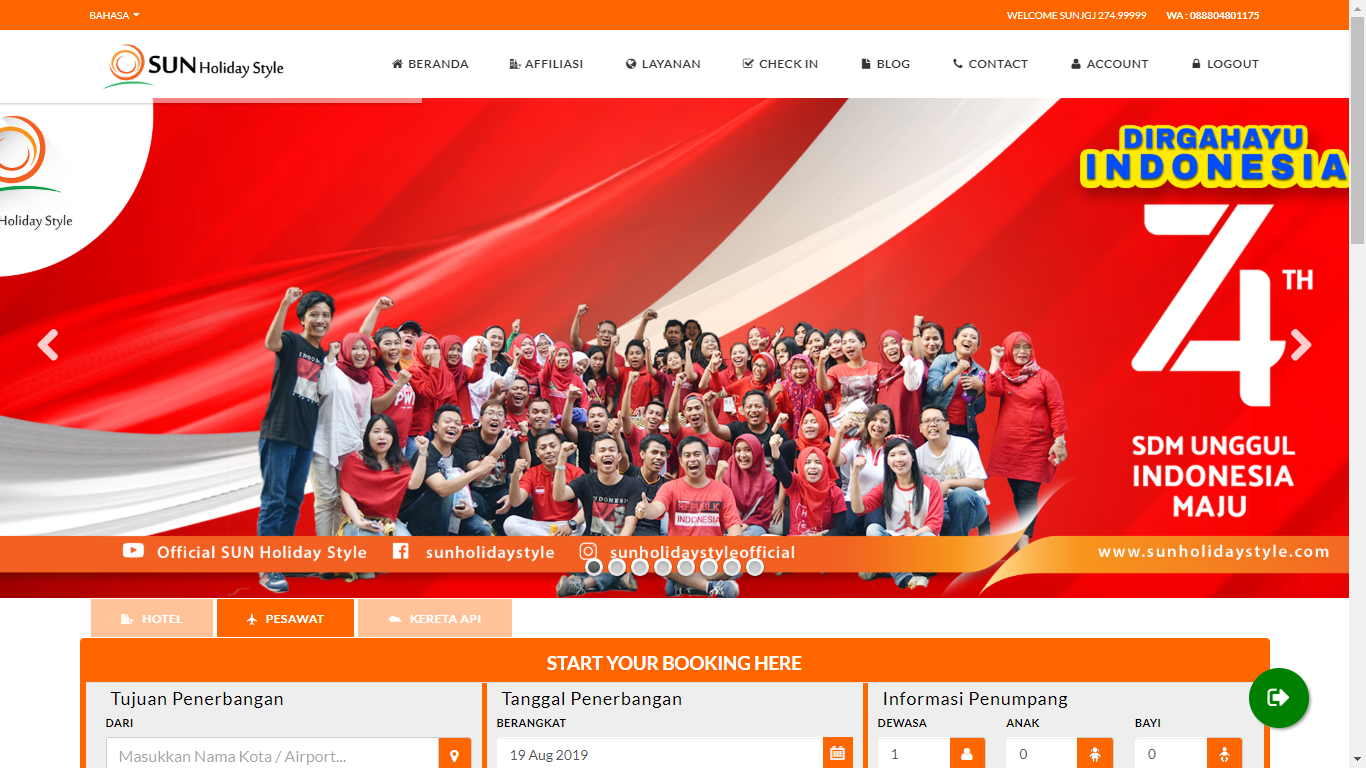 BAHASA
WELCOME SUNJGJ 274.99999 WA : 088804801175
SUN Holiday Style
BERANDA AFFILIASI LAYANAN CHECK IN BLOG CONTACT ACCOUNT LOGOUT
Holiday Style
DIRGAHAYU
INDONESIA
74TH
SDM UNGGUL
INDONESIA
MAJU
INDONESIA
REPUBLIC
INDONESIA
Official SUN Holiday Style sunholidaystyle sunholidaystyleofficial www.sunholidaystyle.com
HOTEL PESAWAT KERETA API
START YOUR BOOKING HERE
Tujuan Penerbangan
DARI
Masukkan Nama Kota / Airport...
Tanggal Penerbangan
BERANGKAT
19 Aug 2019
Informasi Penumpang
DEWASA ANAK BAYI
1 0 0